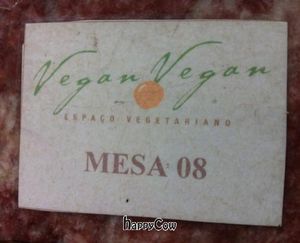 Vegan Vegan
ESPAÇO VEGETARIANO
MESA 08
happyCow